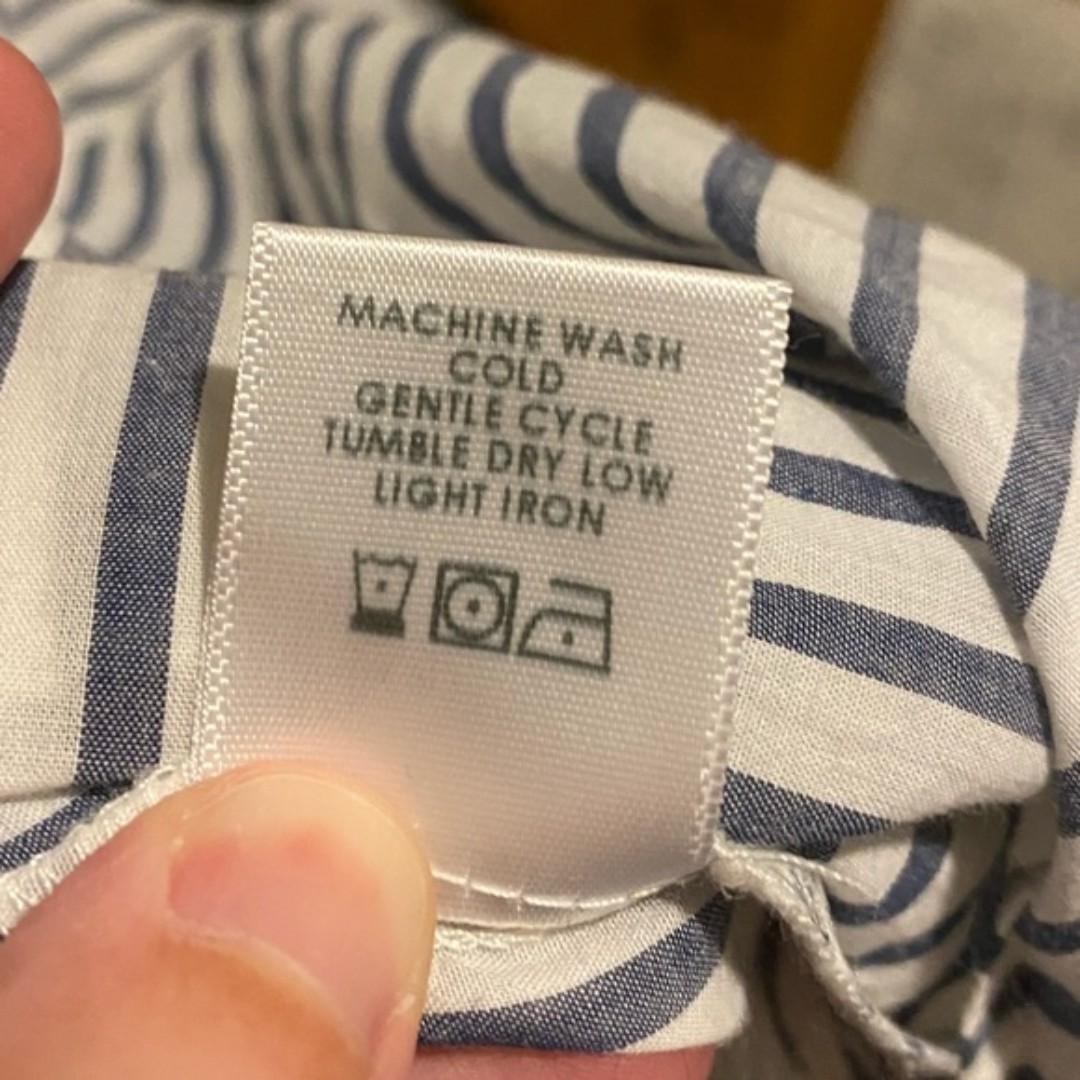 MACHINE WASH
COLD
GENTLE CYCLE
TUMBLE DRY LOW
LIGHT IRON